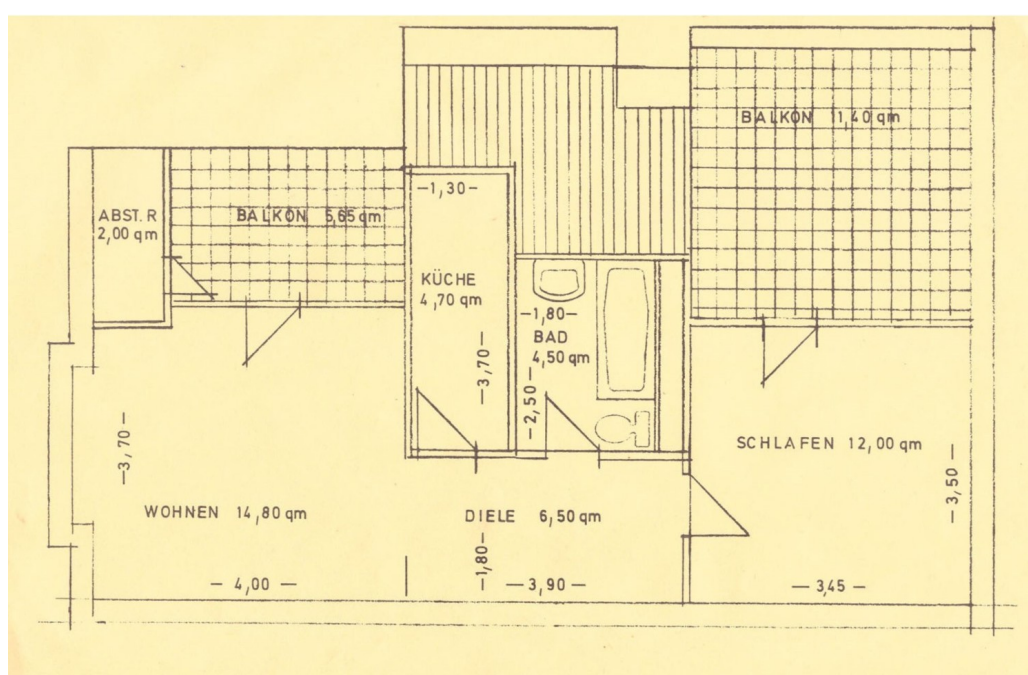 BALKON 11,40 qm
ABST. R
2,00 qm
BALKON 5,65 qm
-1,30-
KÜCHE
4,70 qm
-1,80-
BAD
4,50 qm
-3,70-
-2,50-
-3,70-
SCHLAFEN 12,00 qm
-3,50-
WOHNEN 14,80 qm
DIELE 6,50 qm
-1,80-
- 4,00 -
-3,90-
- 3,45 -